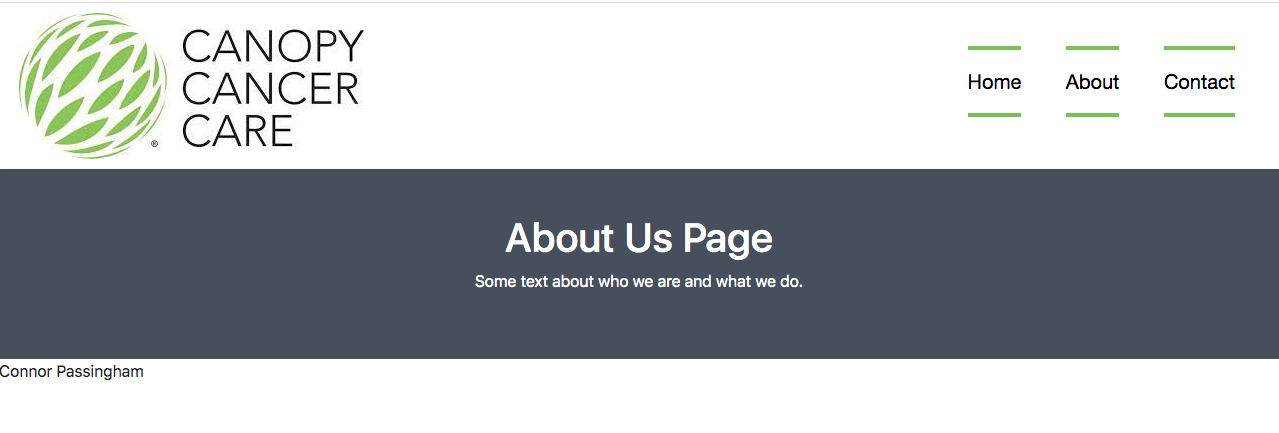 CANOPY
CANCER
CARE
®
Home About Contact
About Us Page
Some text about who we are and what we do.
Connor Passingham